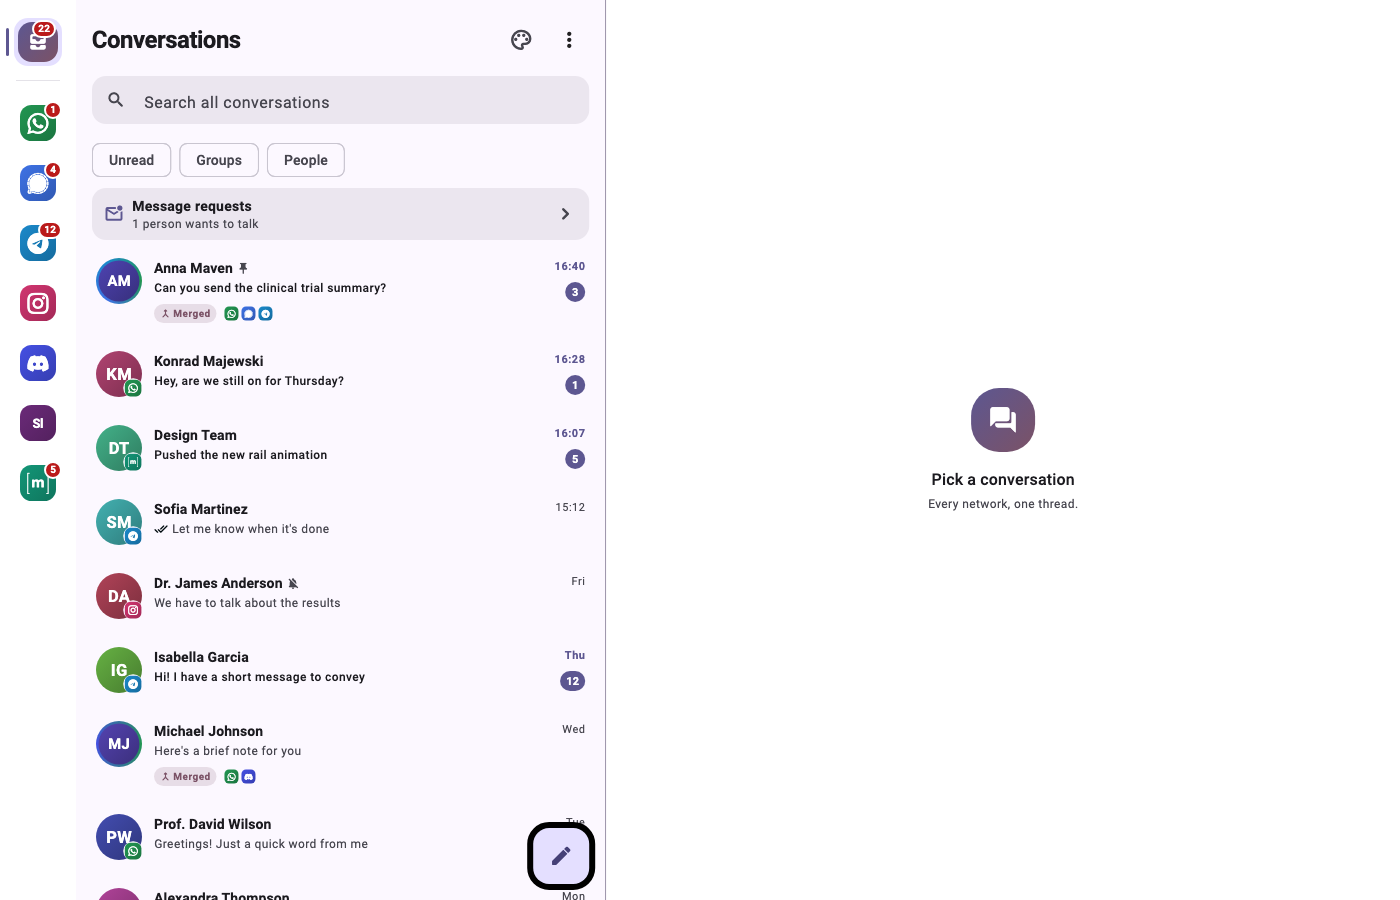 22
Conversations
Search all conversations
Unread
Groups
People
Message requests
1 person wants to talk
1
4
12
SI
[m]
5
AM
Anna Maven
16:40
Can you send the clinical trial summary?
3
Merged
KM
Konrad Majewski
16:28
Hey, are we still on for Thursday?
1
DT
[m]
Design Team
16:07
Pushed the new rail animation
5
SM
Sofia Martinez
15:12
Let me know when it's done
DA
Dr. James Anderson
Fri
We have to talk about the results
IG
Isabella Garcia
Thu
Hi! I have a short message to convey
12
MJ
Michael Johnson
Wed
Here's a brief note for you
Merged
PW
Prof. David Wilson
Tue
Greetings! Just a quick word from me
Alexandra Thompson
Mon
Pick a conversation
Every network, one thread.